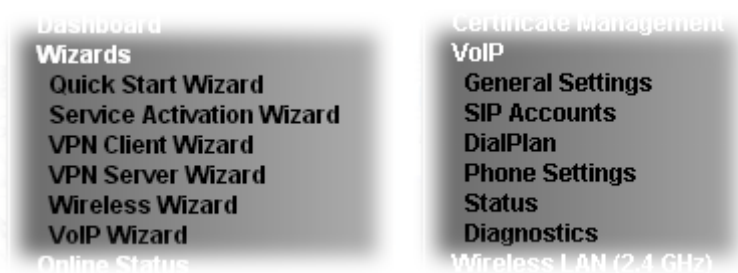 Dashboard
Wizards
Quick Start Wizard
Service Activation Wizard
VPN Client Wizard
VPN Server Wizard
Wireless Wizard
VoIP Wizard
Online Status
Certificate Management
VoIP
General Settings
SIP Accounts
DialPlan
Phone Settings
Status
Diagnostics
Wireless LAN (2.4 GHz)